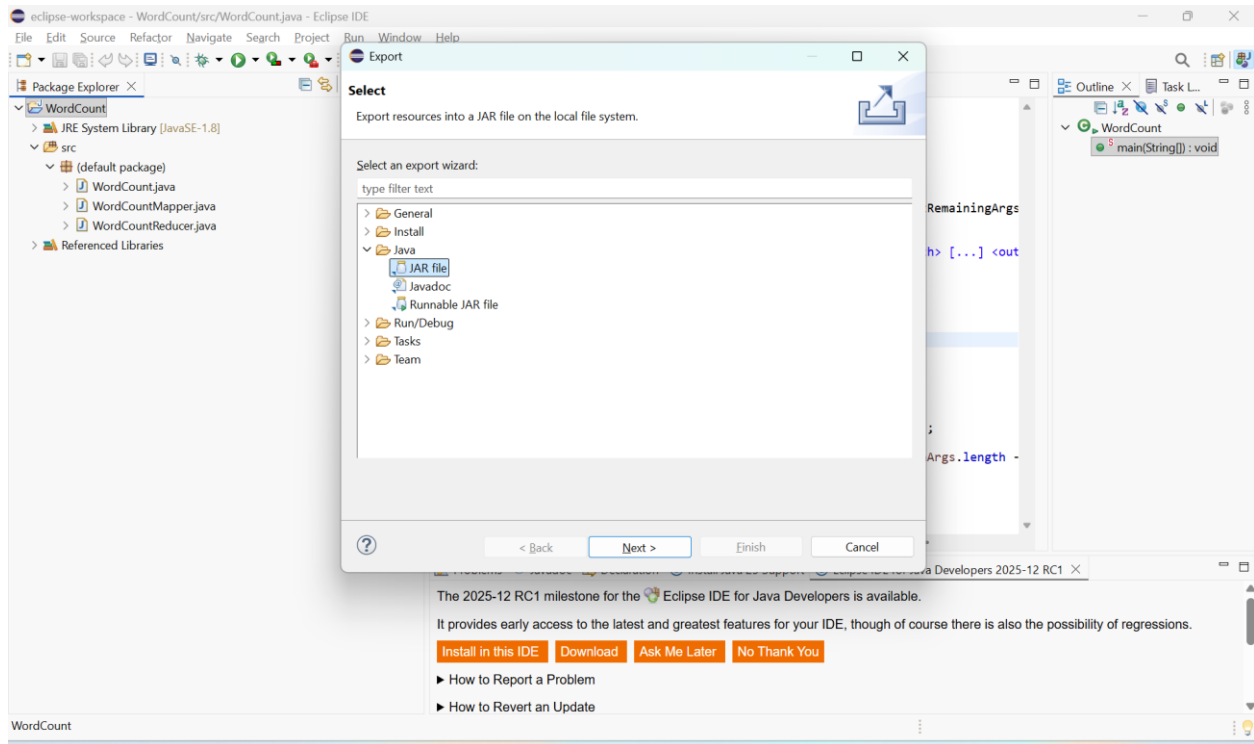 eclipse-workspace - WordCount/src/WordCount.java - Eclipse IDE
File Edit Source Refactor Navigate Search Project Run Window Help
Package Explorer
WordCount
JRE System Library [JavaSE-1.8]
src
(default package)
WordCount.java
WordCountMapper.java
WordCountReducer.java
Referenced Libraries
Export
Select
Export resources into a JAR file on the local file system.
Select an export wizard:
type filter text
General
Install
Java
JAR file
Javadoc
Runnable JAR file
Run/Debug
Tasks
Team
< Back Next > Finish Cancel
RemainingArgs
h> [...] <out
;
Args.length -
Outline Task L...
WordCount
main(String[]) : void
Developers 2025-12 RC1
The 2025-12 RC1 milestone for the Eclipse IDE for Java Developers is available.
It provides early access to the latest and greatest features for your IDE, though of course there is also the possibility of regressions.
Install in this IDE Download Ask Me Later No Thank You
How to Report a Problem
How to Revert an Update
WordCount